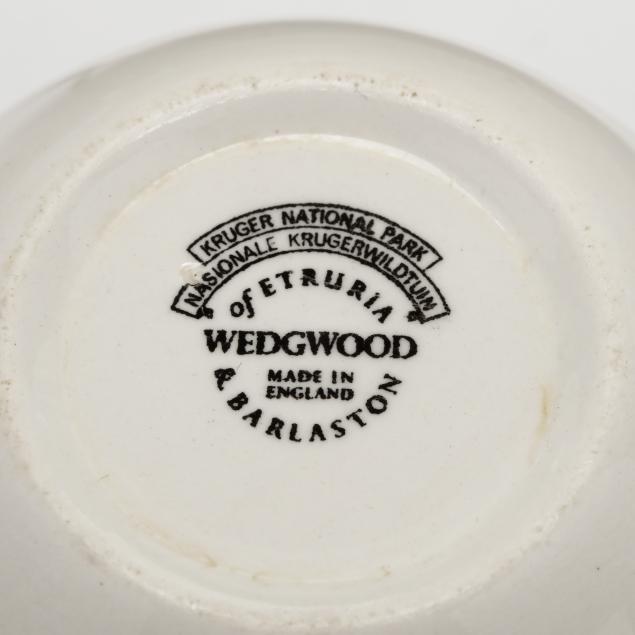 KRUGER NATIONAL PARK
NASIONALE KRUGERWILDTUIN
of ETRURIA
WEDGWOOD
MADE IN
ENGLAND
& BARLASTON